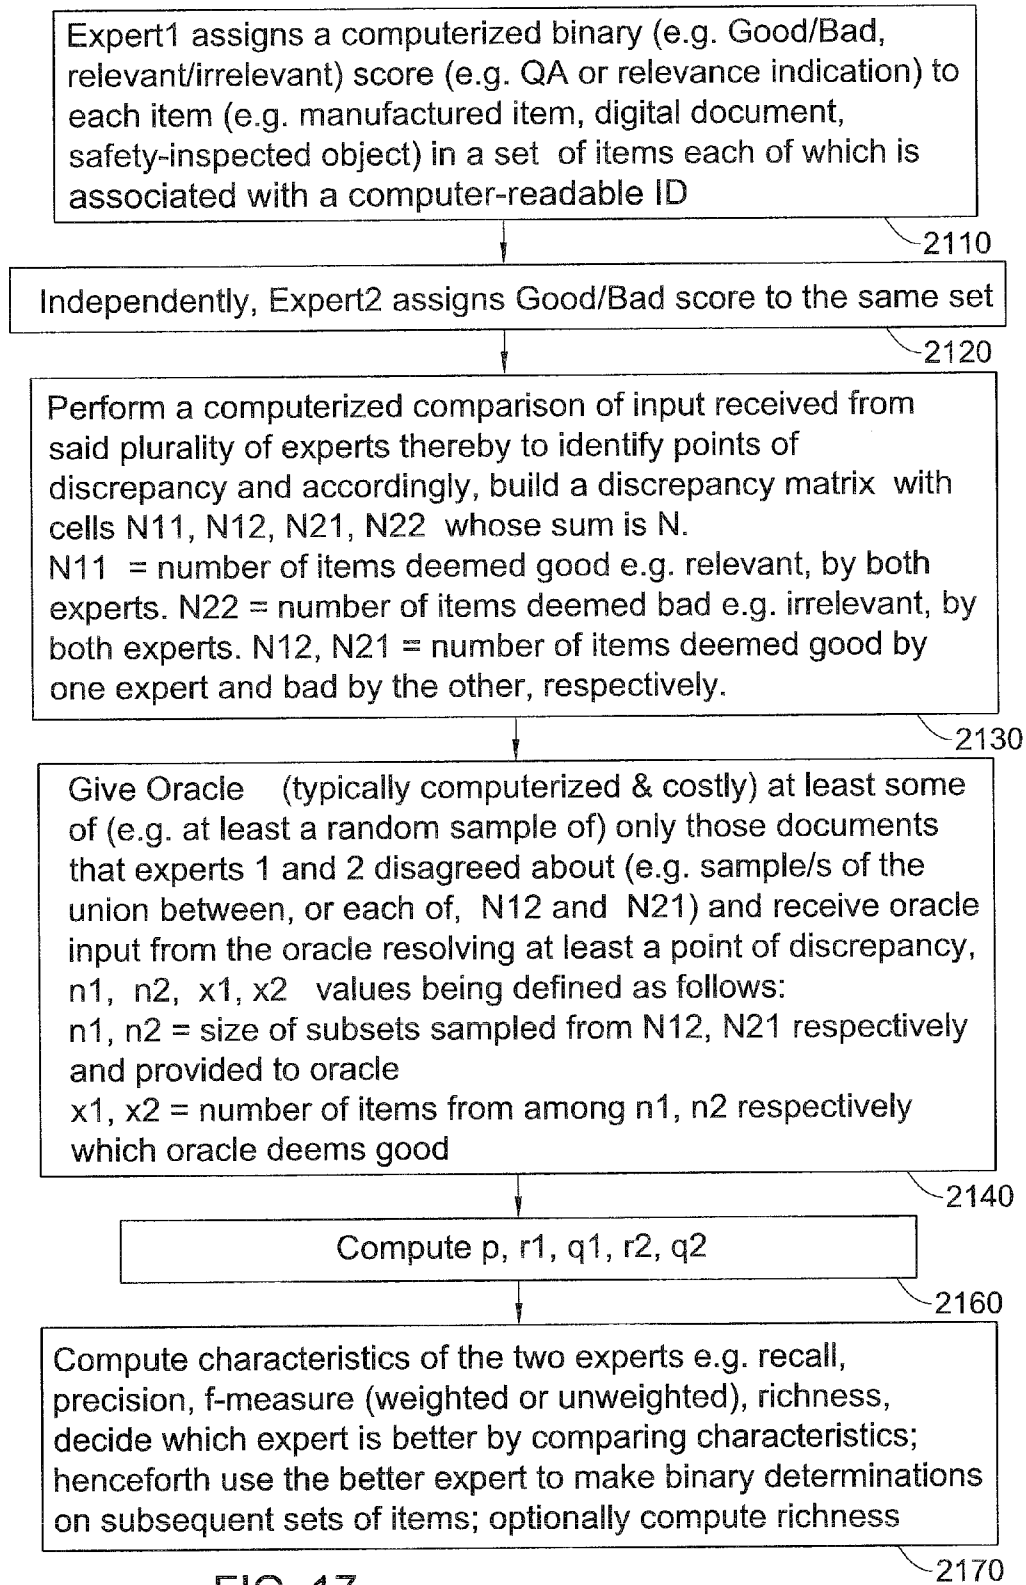 Expert1 assigns a computerized binary (e.g. Good/Bad,
relevant/irrelevant) score (e.g. QA or relevance indication) to
each item (e.g. manufactured item, digital document,
safety-inspected object) in a set of items each of which is
associated with a computer-readable ID
2110
Independently, Expert2 assigns Good/Bad score to the same set
2120
Perform a computerized comparison of input received from
said plurality of experts thereby to identify points of
discrepancy and accordingly, build a discrepancy matrix with
cells N11, N12, N21, N22 whose sum is N.
N11 = number of items deemed good e.g. relevant, by both
experts. N22 = number of items deemed bad e.g. irrelevant, by
both experts. N12, N21 = number of items deemed good by
one expert and bad by the other, respectively.
2130
Give Oracle (typically computerized & costly) at least some
of (e.g. at least a random sample of) only those documents
that experts 1 and 2 disagreed about (e.g. sample/s of the
union between, or each of, N12 and N21) and receive oracle
input from the oracle resolving at least a point of discrepancy,
n1, n2, x1, x2 values being defined as follows:
n1, n2 = size of subsets sampled from N12, N21 respectively
and provided to oracle
x1, x2 = number of items from among n1, n2 respectively
which oracle deems good
2140
Compute p, r1, q1, r2, q2
2160
Compute characteristics of the two experts e.g. recall,
precision, f-measure (weighted or unweighted), richness,
decide which expert is better by comparing characteristics;
henceforth use the better expert to make binary determinations
on subsequent sets of items; optionally compute richness
2170
FIG. 17